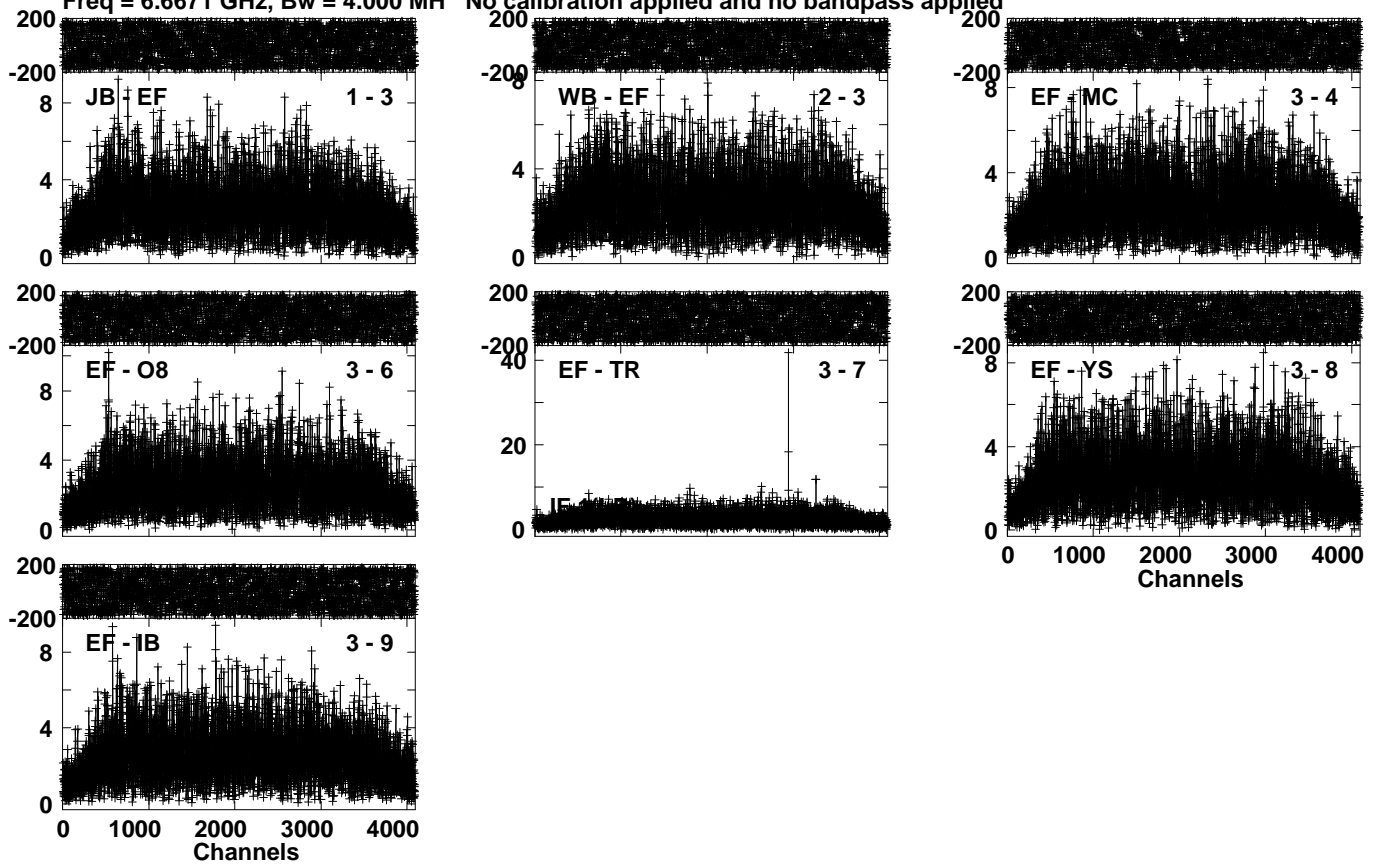 Freq = 6.6671 GHz, Bw = 4.000 MH No calibration applied and no bandpass applied
200
-200
8
4
0
JB - EF 1 - 3
200
-200
8
4
0
WB - EF 2 - 3
200
-200
8
4
0
EF - MC 3 - 4
200
-200
8
4
0
EF - O8 3 - 6
200
-200
40
20
0
EF - TR 3 - 7
200
-200
8
4
0
EF - YS 3 - 8
0 1000 2000 3000 4000
Channels
200
-200
8
4
0
EF - IB 3 - 9
0 1000 2000 3000 4000
Channels